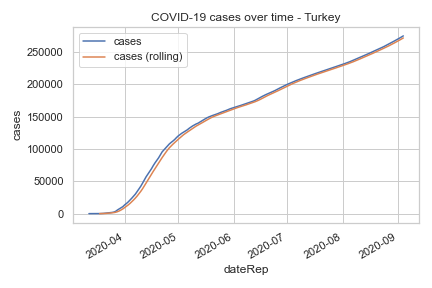 COVID-19 cases over time - Turkey
cases
cases (rolling)
250000
200000
150000
100000
50000
0
cases
2020-04
2020-05
2020-06
2020-07
2020-08
2020-09
dateRep